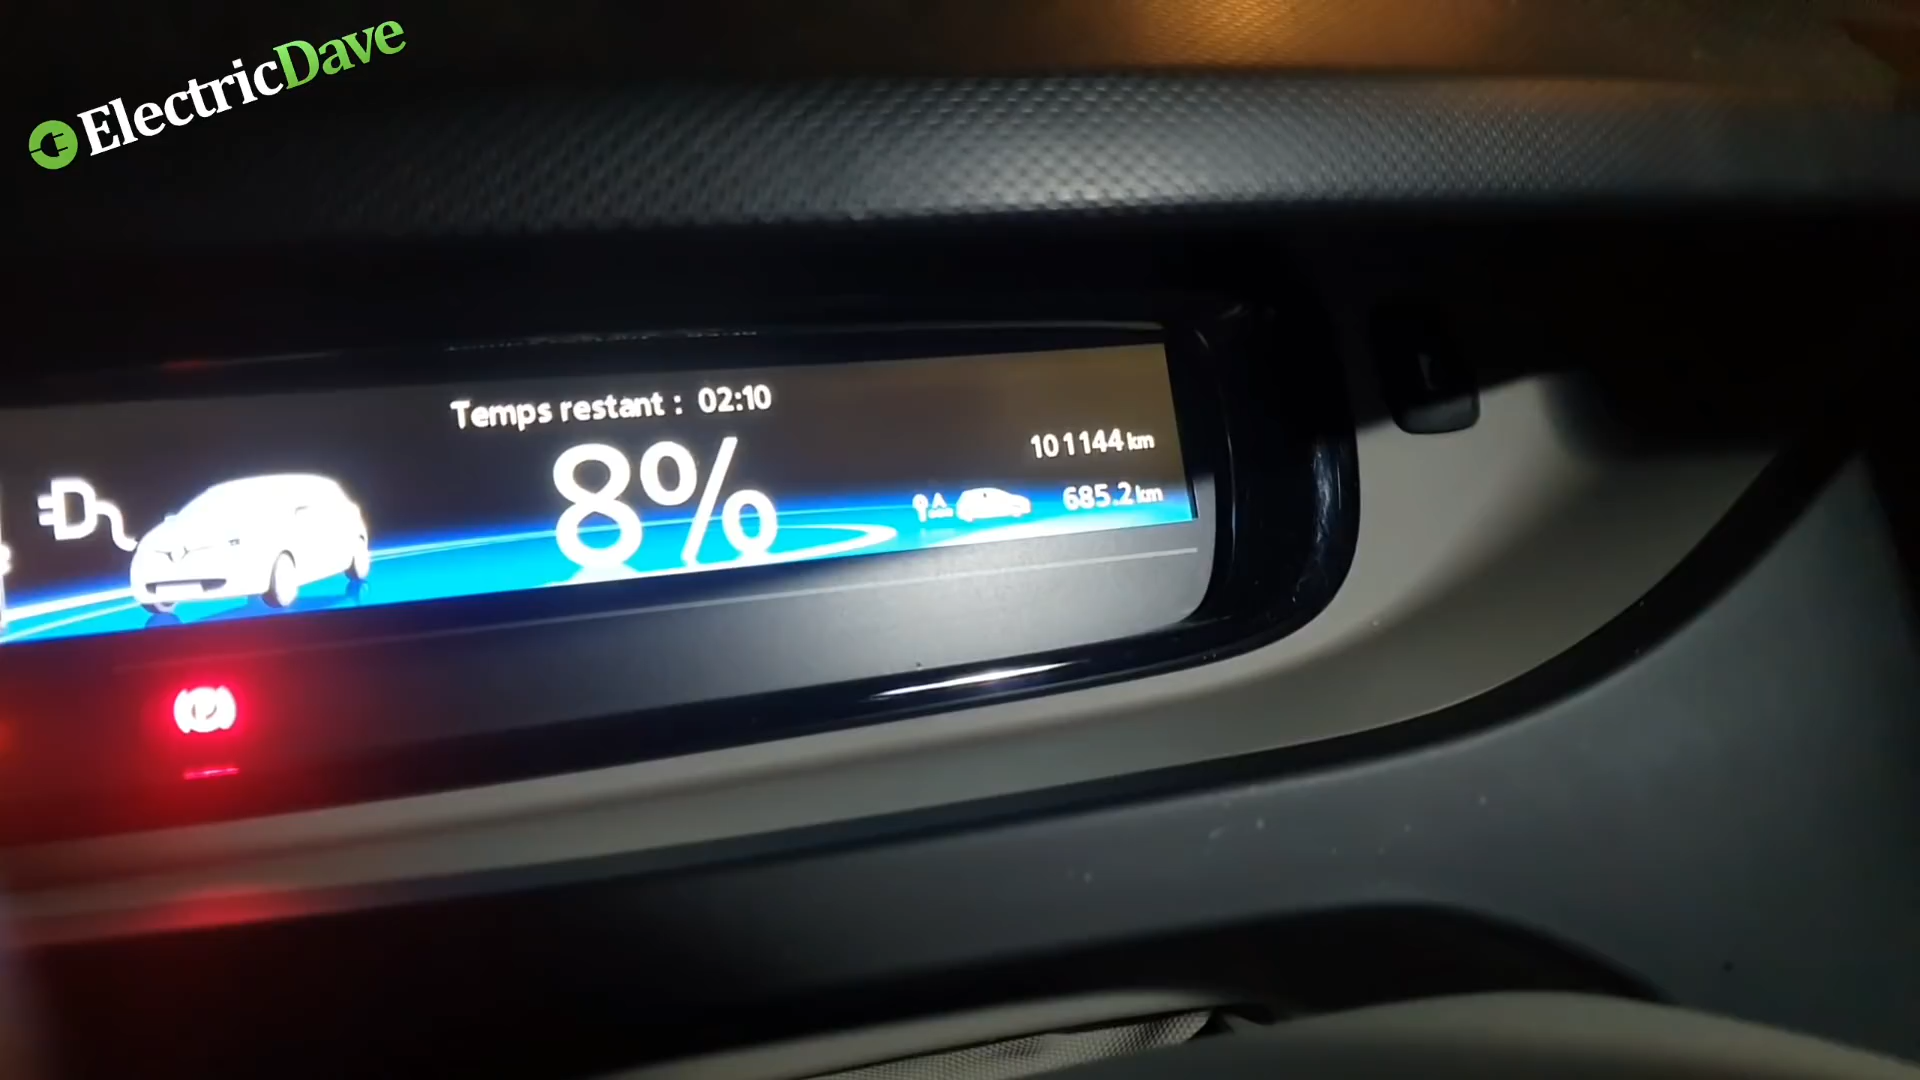 ElectricDave
Temps restant : 02:10
8%
101144 km
685.2 km